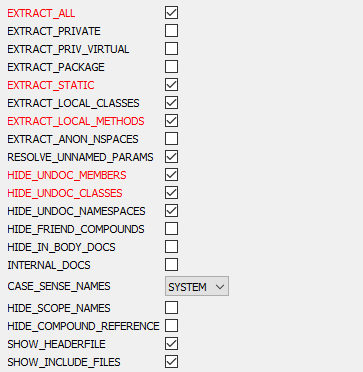 EXTRACT_ALL
EXTRACT_PRIVATE
EXTRACT_PRIV_VIRTUAL
EXTRACT_PACKAGE
EXTRACT_STATIC
EXTRACT_LOCAL_CLASSES
EXTRACT_LOCAL_METHODS
EXTRACT_ANON_NSPACES
RESOLVE_UNNAMED_PARAMS
HIDE_UNDOC_MEMBERS
HIDE_UNDOC_CLASSES
HIDE_UNDOC_NAMESPACES
HIDE_FRIEND_COMPOUNDS
HIDE_IN_BODY_DOCS
INTERNAL_DOCS
CASE_SENSE_NAMES SYSTEM
HIDE_SCOPE_NAMES
HIDE_COMPOUND_REFERENCE
SHOW_HEADERFILE
SHOW_INCLUDE_FILES